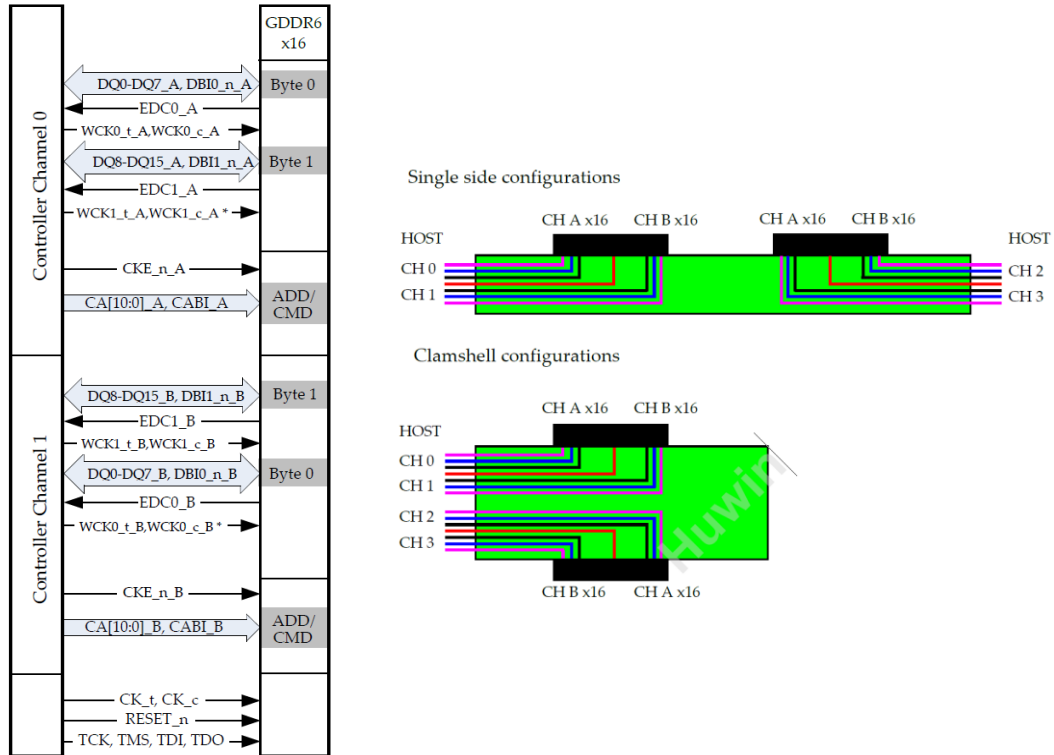 GDDR6
x16
Controller Channel 0
DQ0-DQ7_A, DBI0_n_A
Byte 0
EDC0_A
WCK0_t_A,WCK0_c_A
DQ8-DQ15_A, DBI1_n_A
Byte 1
EDC1_A
WCK1_t_A,WCK1_c_A *
CKE_n_A
CA[10:0]_A, CABI_A
ADD/
CMD
Controller Channel 1
DQ8-DQ15_B, DBI1_n_B
Byte 1
EDC1_B
WCK1_t_B,WCK1_c_B
DQ0-DQ7_B, DBI0_n_B
Byte 0
EDC0_B
WCK0_t_B,WCK0_c_B *
CKE_n_B
CA[10:0]_B, CABI_B
ADD/
CMD
CK_t, CK_c
RESET_n
TCK, TMS, TDI, TDO
Single side configurations
CH A x16 CH B x16 CH A x16 CH B x16
HOST HOST
CH 0 CH 2
CH 1 CH 3
Clamshell configurations
CH A x16 CH B x16
HOST
CH 0
CH 1
CH 2
CH 3
CH B x16 CH A x16
Huwin